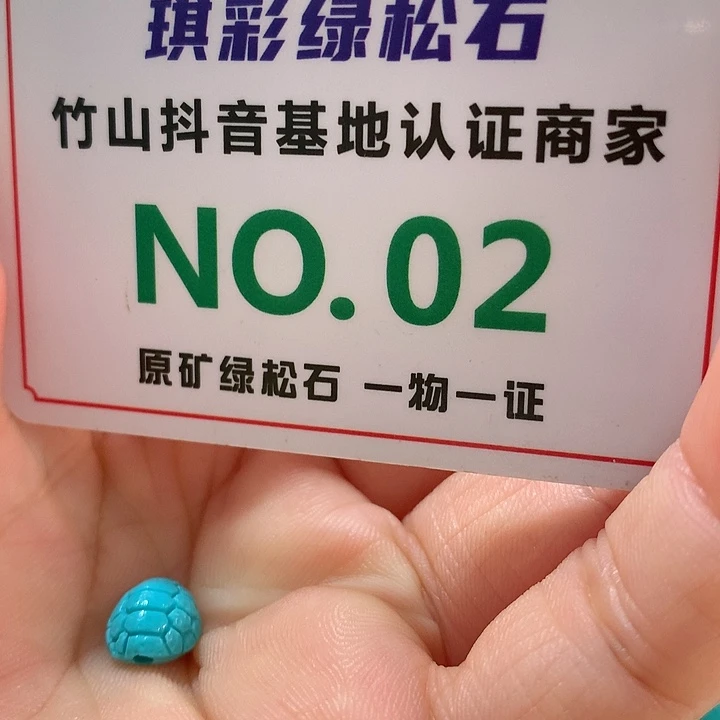 琪彩绿松石
竹山抖音基地认证商家
NO.02
原矿绿松石 一物一证